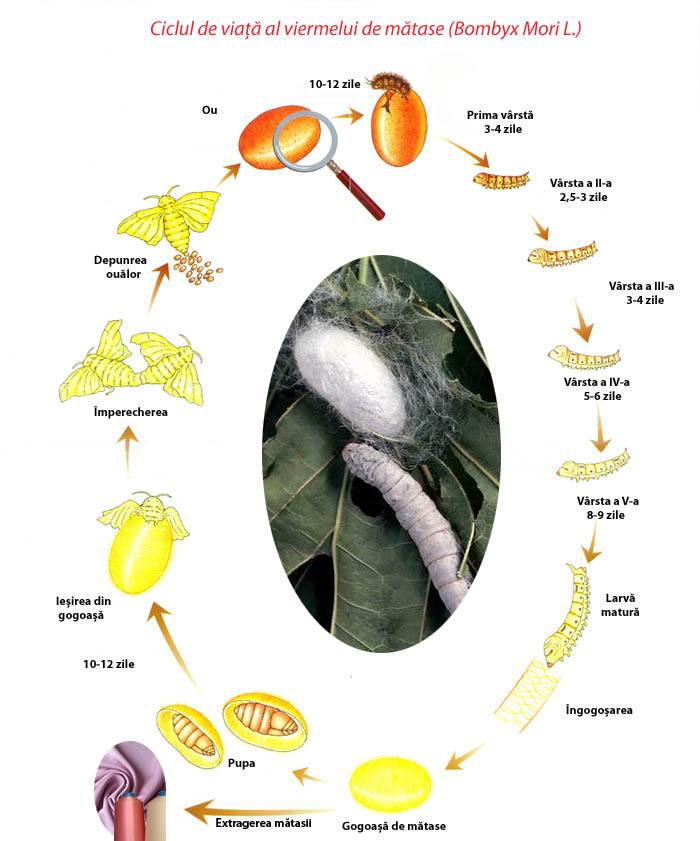 Ciclul de viață al viermelui de mătase (Bombyx Mori L.)
Ou
10-12 zile
Prima vârstă
3-4 zile
Vârsta a II-a
2,5-3 zile
Vârsta a III-a
3-4 zile
Vârsta a IV-a
5-6 zile
Vârsta a V-a
8-9 zile
Larvă
matură
Îngogoșarea
Gogoașă de mătase
Extragerea mătasii
Pupa
10-12 zile
Ieșirea din
gogoașă
Împerecherea
Depunrea
ouălor